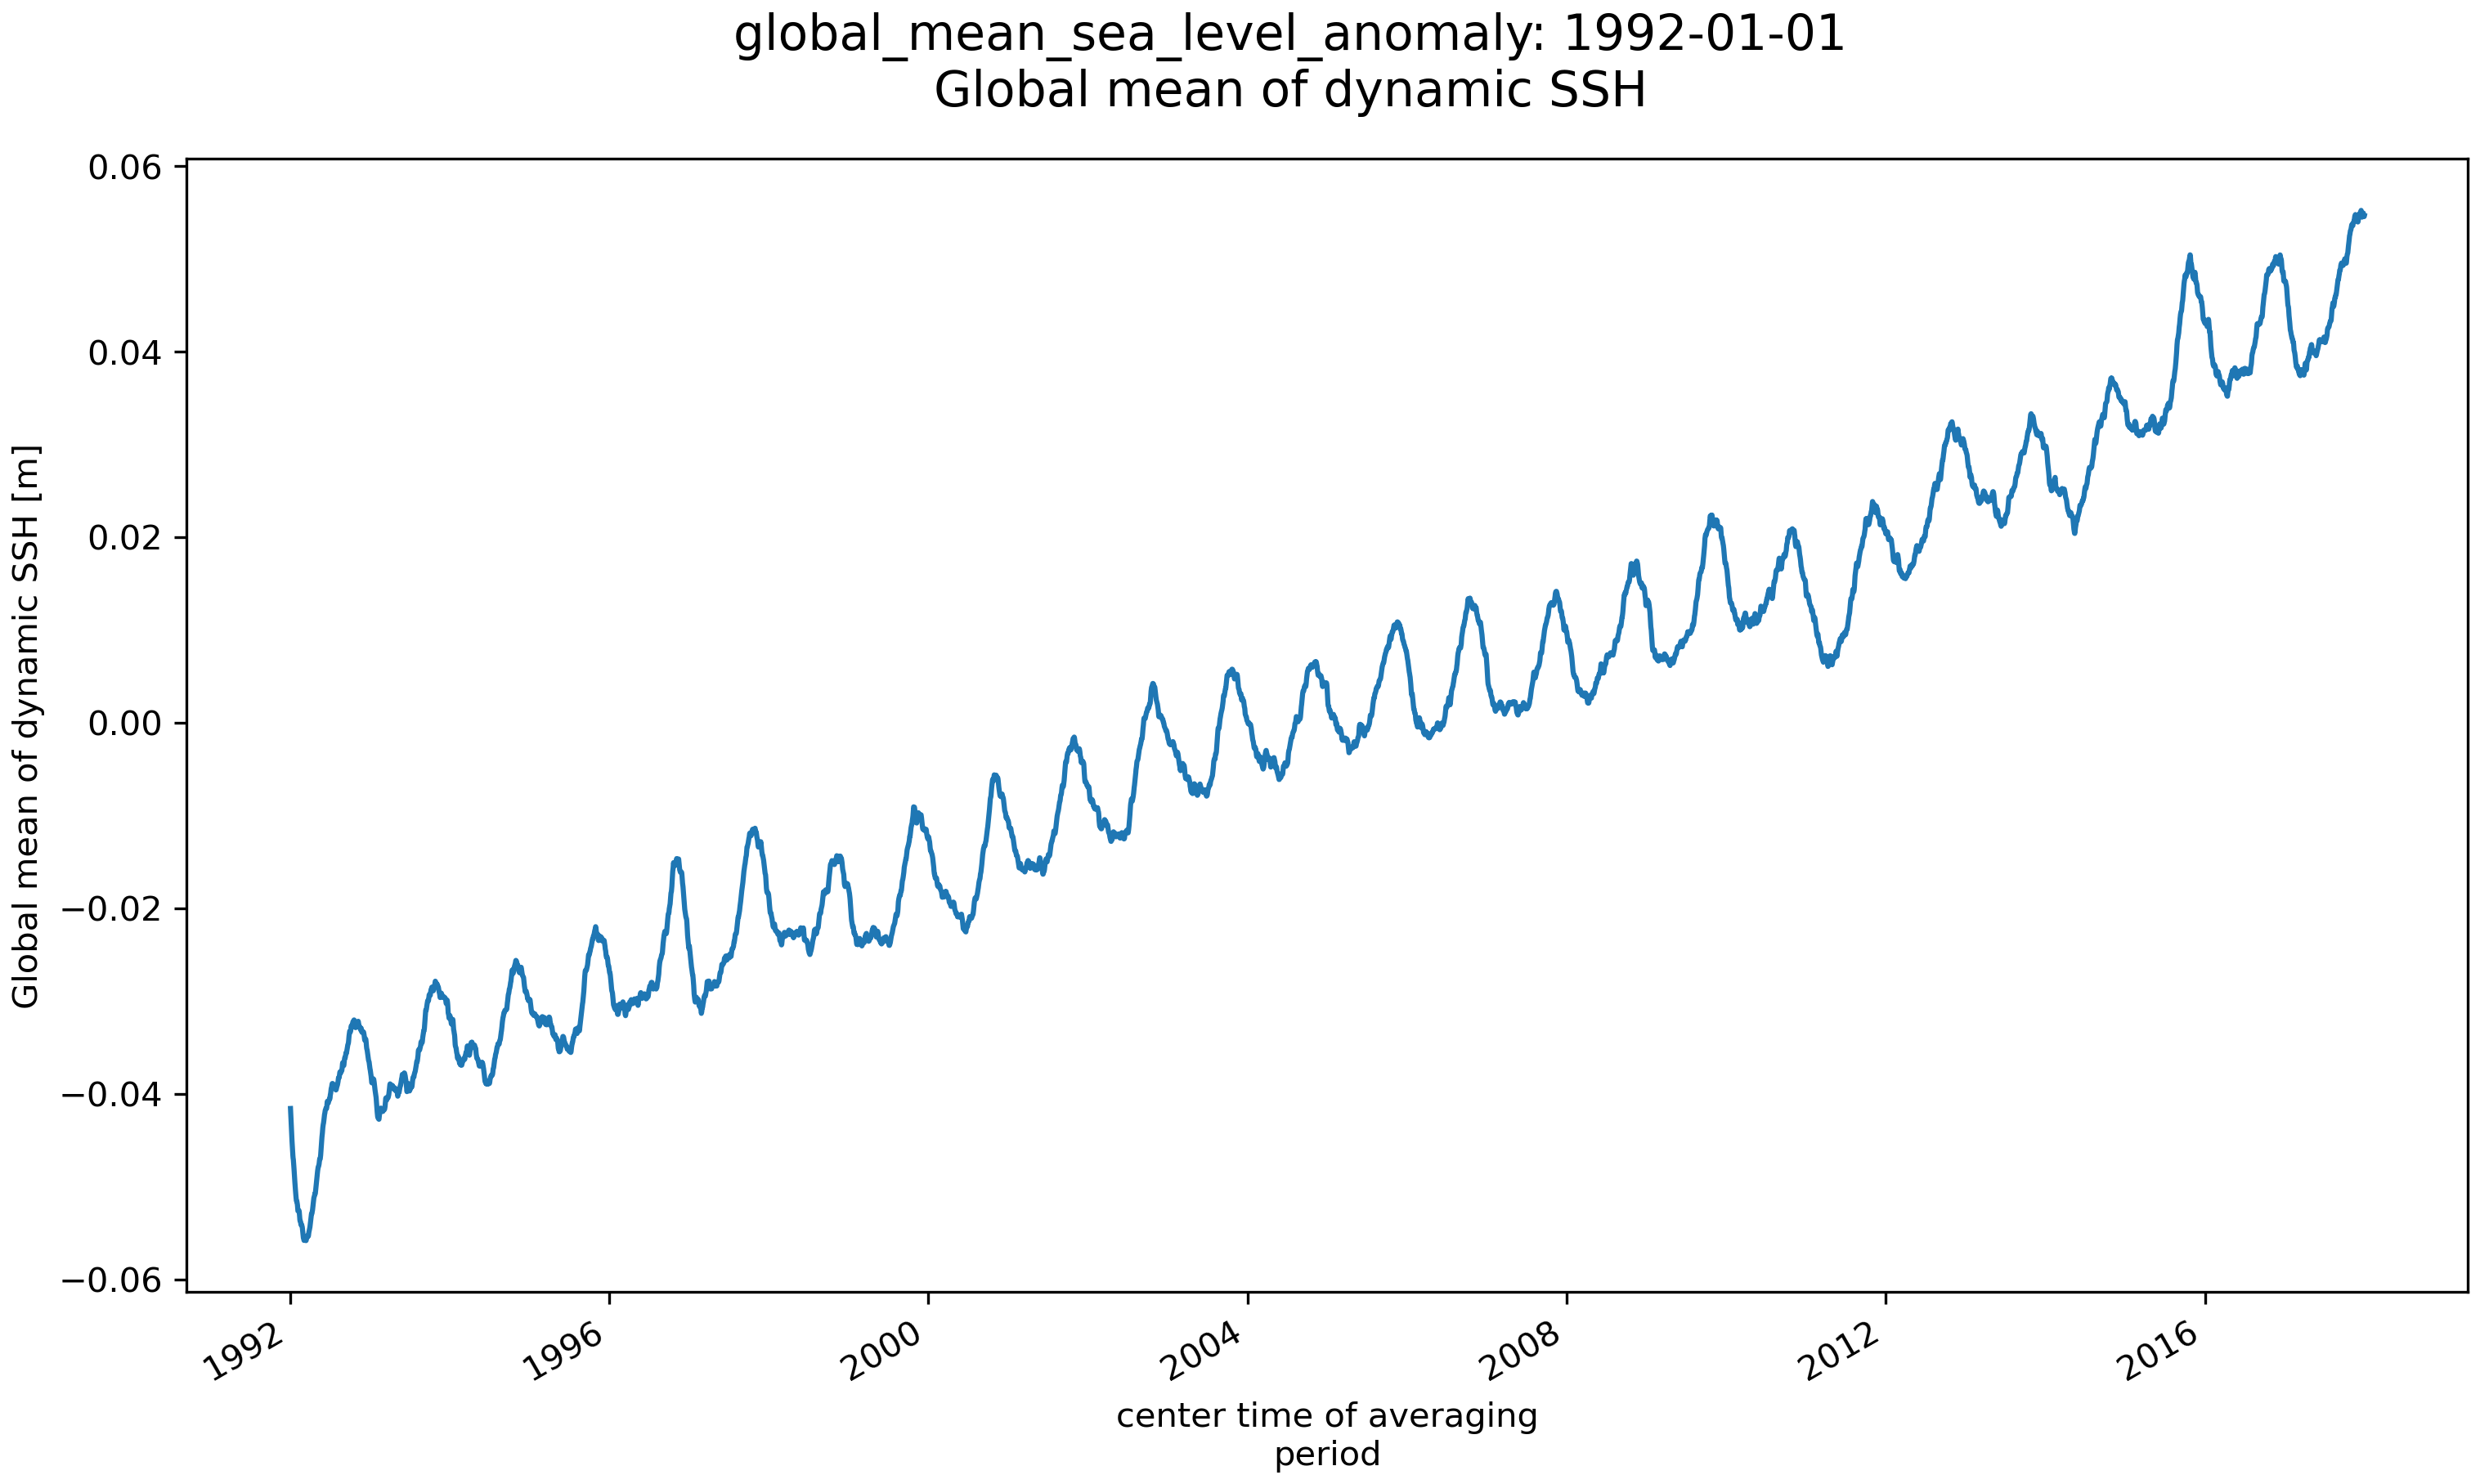 global_mean_sea_level_anomaly: 1992-01-01
Global mean of dynamic SSH
0.06
0.04
0.02
0.00
−0.02
−0.04
−0.06
Global mean of dynamic SSH [m]
1992
1996
2000
2004
2008
2012
2016
center time of averaging
period